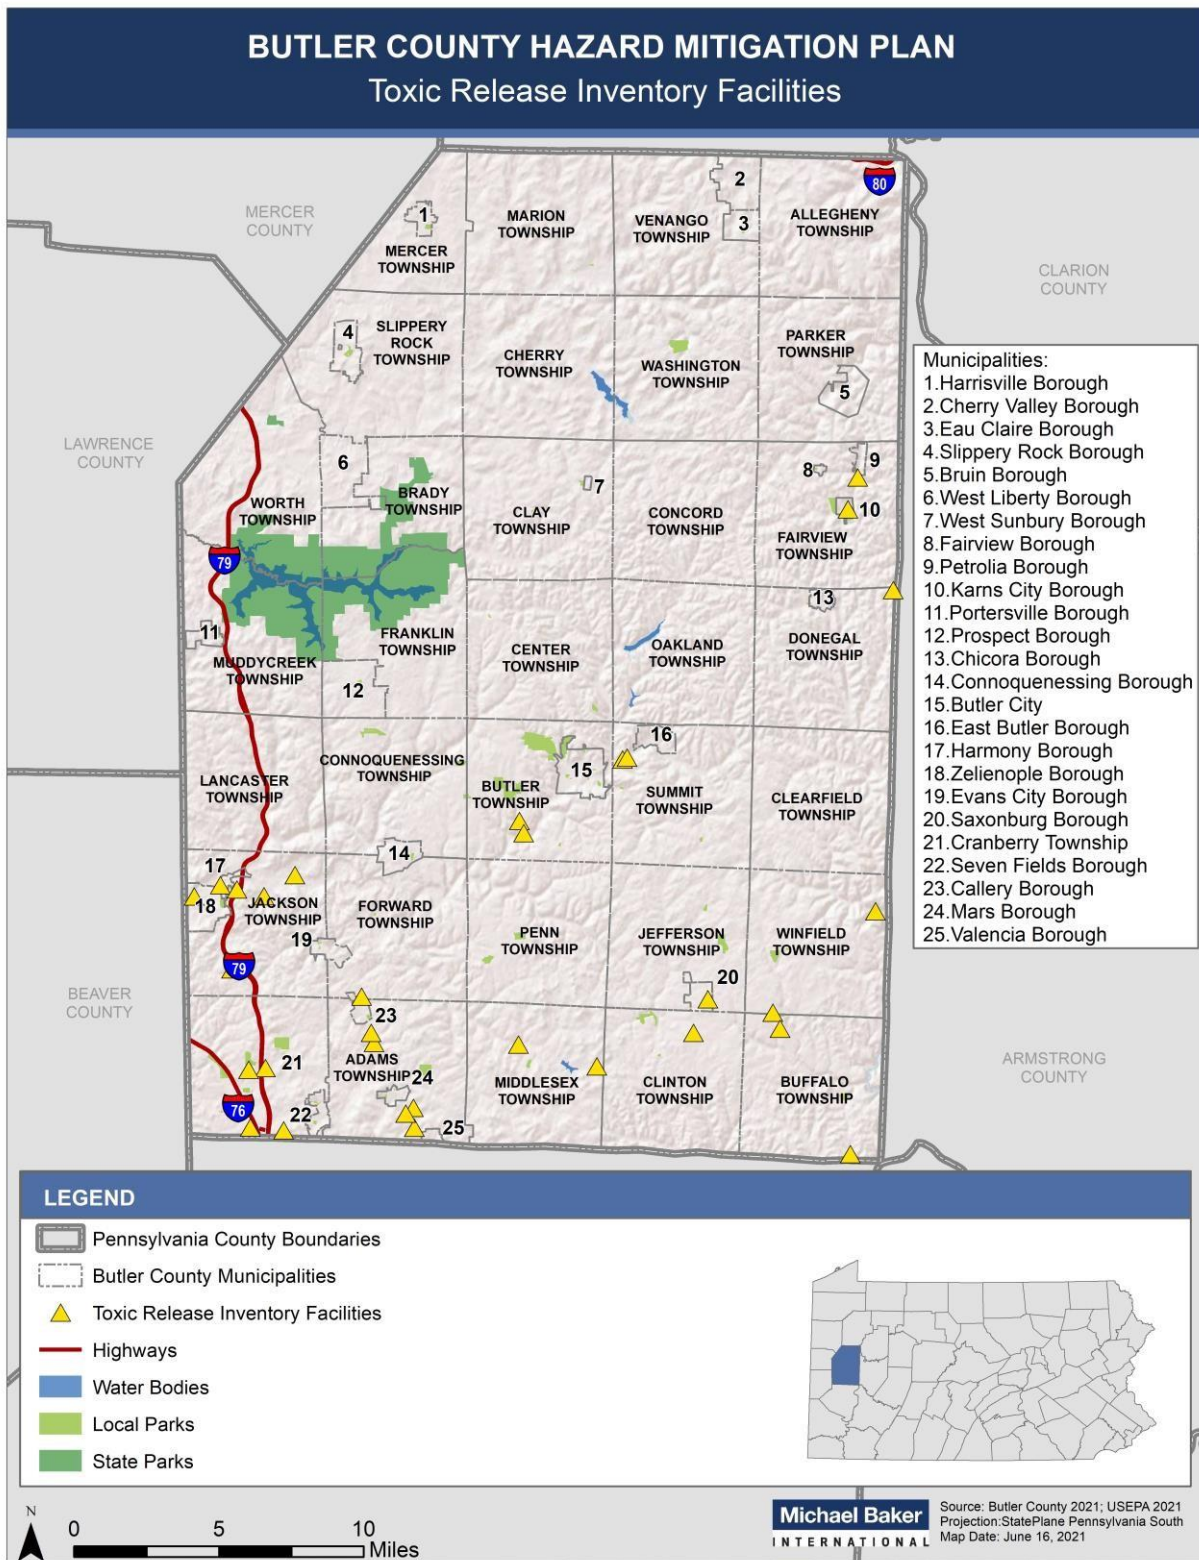 BUTLER COUNTY HAZARD MITIGATION PLAN
Toxic Release Inventory Facilities
MERCER
COUNTY
CLARION
COUNTY
LAWRENCE
COUNTY
BEAVER
COUNTY
ARMSTRONG
COUNTY
80
1
MERCER
TOWNSHIP
MARION
TOWNSHIP
VENANGO
TOWNSHIP
2
3
ALLEGHENY
TOWNSHIP
4
SLIPPERY
ROCK
TOWNSHIP
CHERRY
TOWNSHIP
WASHINGTON
TOWNSHIP
PARKER
TOWNSHIP
5
6
WORTH
TOWNSHIP
BRADY
TOWNSHIP
7
CLAY
TOWNSHIP
CONCORD
TOWNSHIP
8
9
10
FAIRVIEW
TOWNSHIP
79
11
MUDDYCREEK
TOWNSHIP
FRANKLIN
TOWNSHIP
12
CENTER
TOWNSHIP
OAKLAND
TOWNSHIP
13
DONEGAL
TOWNSHIP
LANCASTER
TOWNSHIP
CONNOQUENESSING
TOWNSHIP
BUTLER
TOWNSHIP
15
16
SUMMIT
TOWNSHIP
CLEARFIELD
TOWNSHIP
14
17
18
JACKSON
TOWNSHIP
FORWARD
TOWNSHIP
19
PENN
TOWNSHIP
JEFFERSON
TOWNSHIP
WINFIELD
TOWNSHIP
79
20
23
21
ADAMS
TOWNSHIP
24
MIDDLESEX
TOWNSHIP
CLINTON
TOWNSHIP
BUFFALO
TOWNSHIP
76
22
25
Municipalities:
1.Harrisville Borough
2.Cherry Valley Borough
3.Eau Claire Borough
4.Slippery Rock Borough
5.Bruin Borough
6.West Liberty Borough
7.West Sunbury Borough
8.Fairview Borough
9.Petrolia Borough
10.Karns City Borough
11.Portersville Borough
12.Prospect Borough
13.Chicora Borough
14.Connoquenessing Borough
15.Butler City
16.East Butler Borough
17.Harmony Borough
18.Zelienople Borough
19.Evans City Borough
20.Saxonburg Borough
21.Cranberry Township
22.Seven Fields Borough
23.Callery Borough
24.Mars Borough
25.Valencia Borough
LEGEND
Pennsylvania County Boundaries
Butler County Municipalities
Toxic Release Inventory Facilities
Highways
Water Bodies
Local Parks
State Parks
N
0 5 10
Miles
Michael Baker
INTERNATIONAL
Source: Butler County 2021; USEPA 2021
Projection:StatePlane Pennsylvania South
Map Date: June 16, 2021